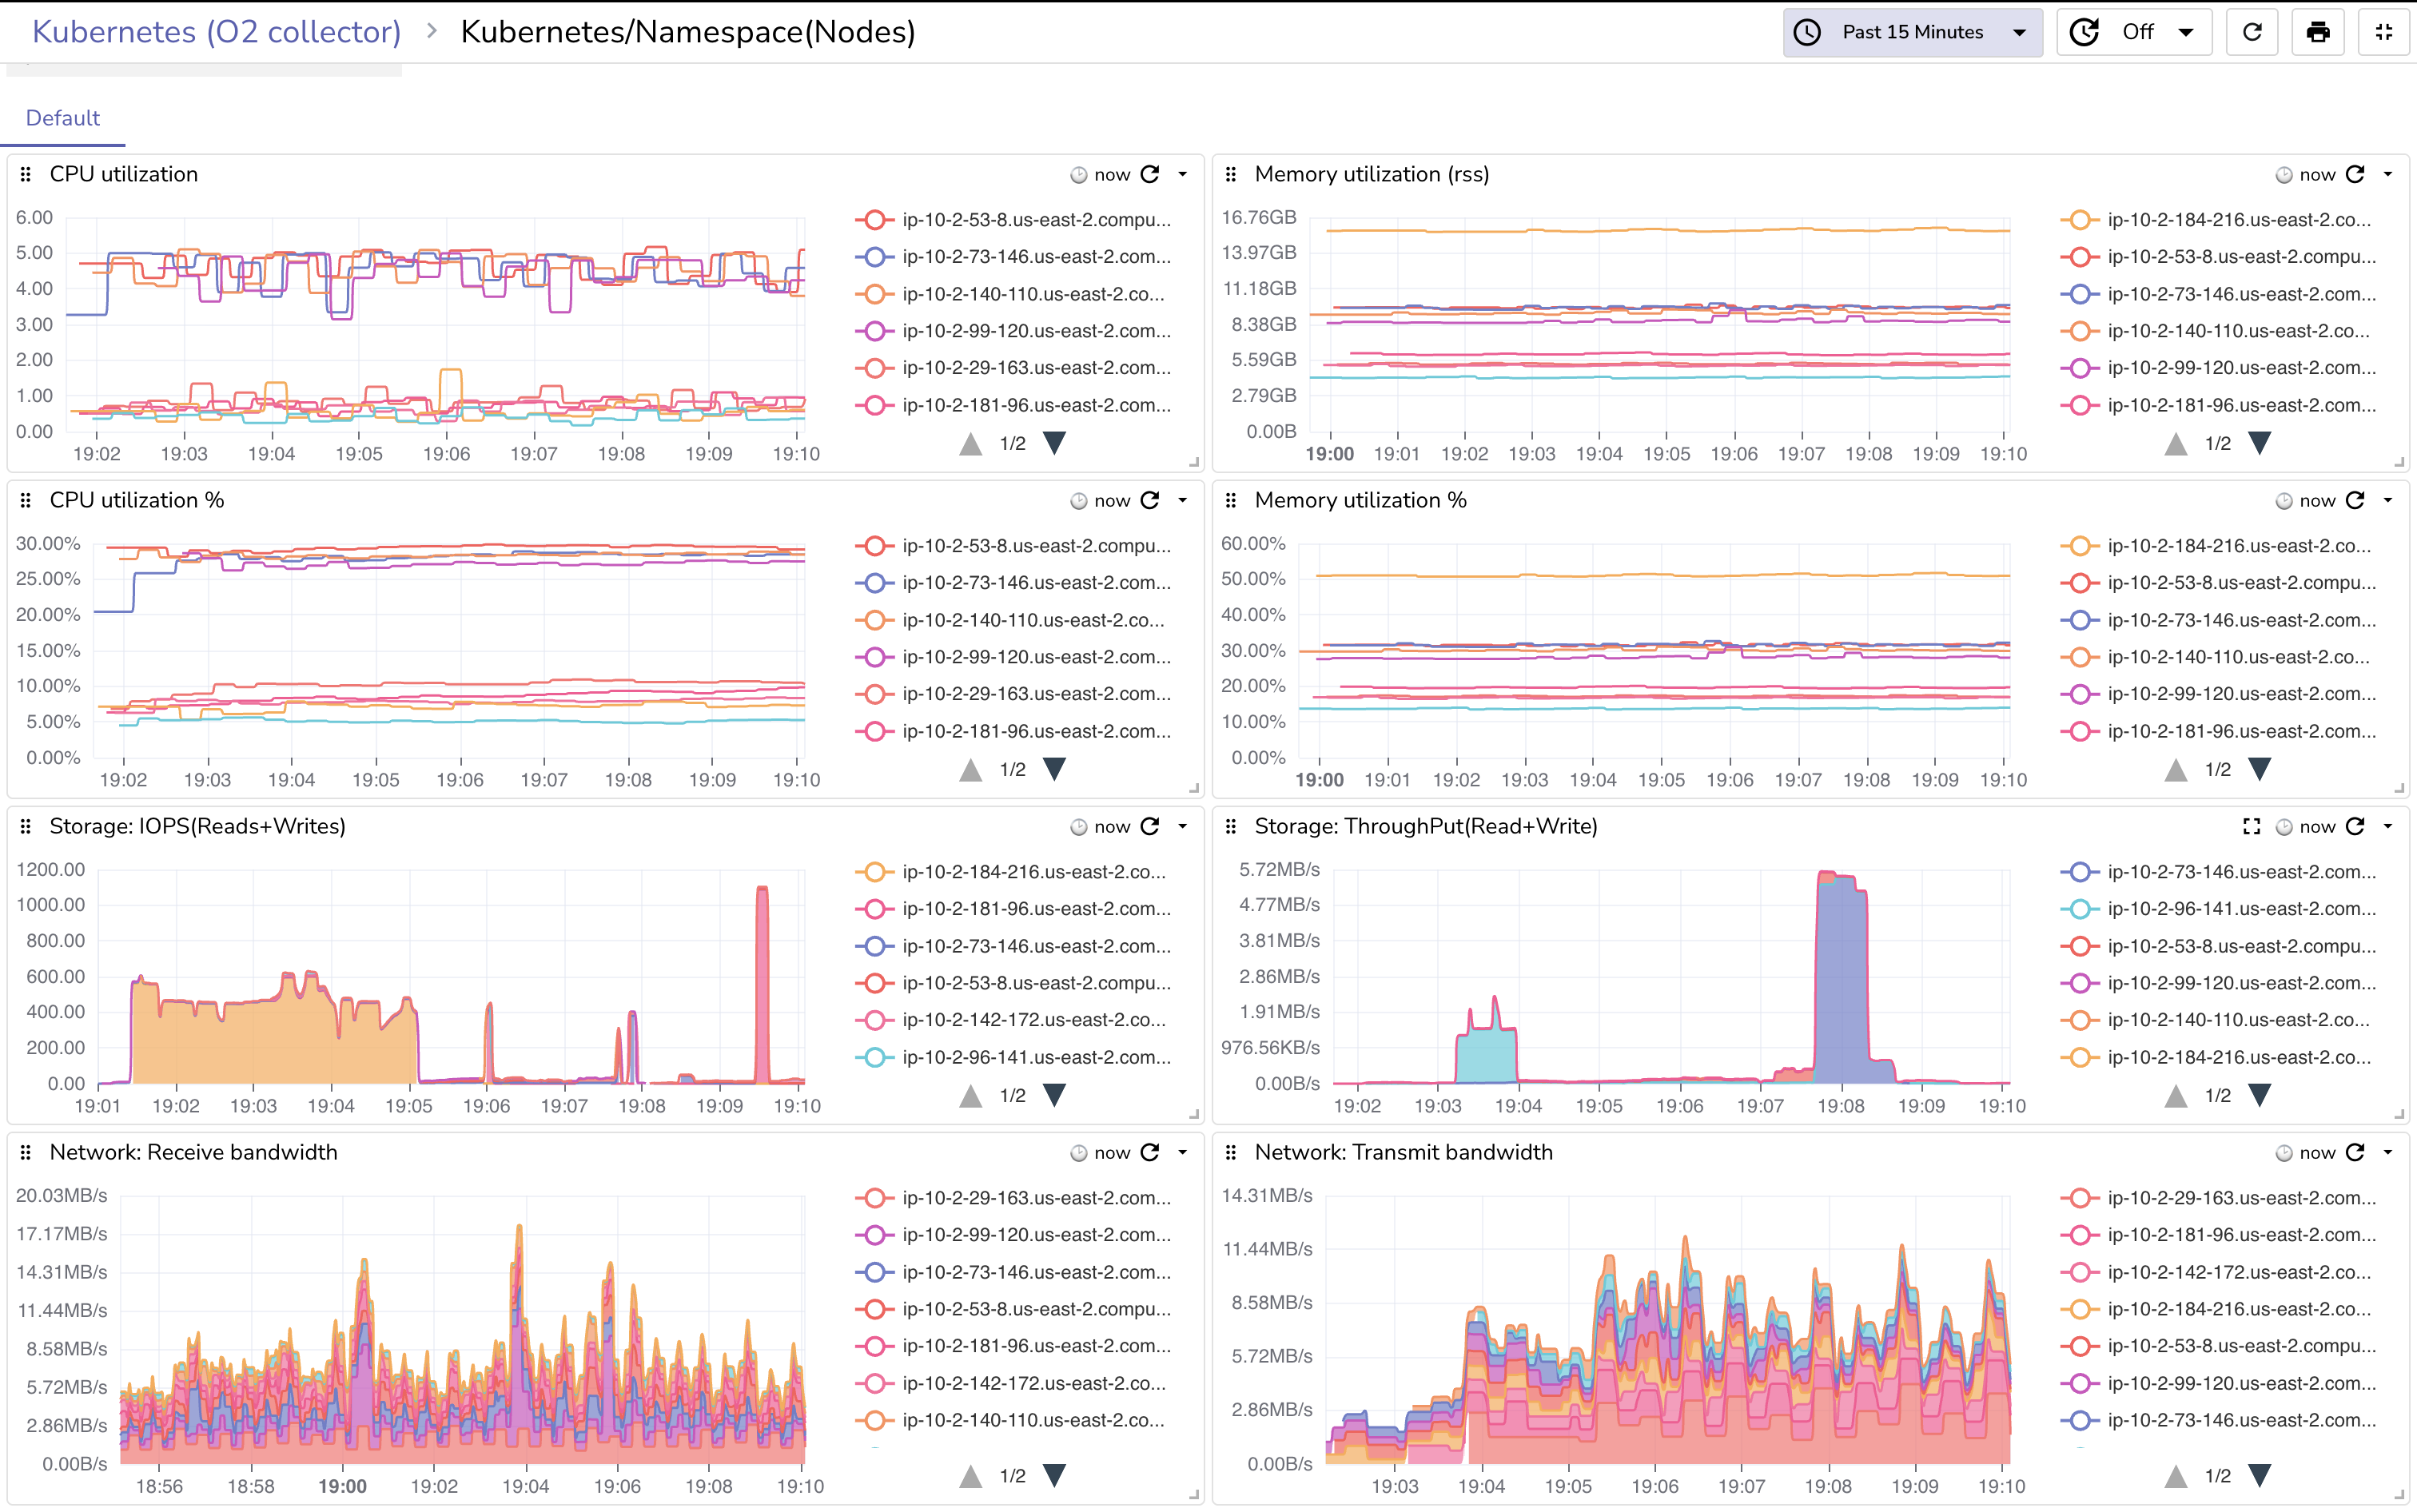 Kubernetes (O2 collector) > Kubernetes/Namespace(Nodes)
Past 15 Minutes
Off
Default
CPU utilization
now
6.00
5.00
4.00
3.00
2.00
1.00
0.00
19:02 19:03 19:04 19:05 19:06 19:07 19:08 19:09 19:10
ip-10-2-53-8.us-east-2.compu...
ip-10-2-73-146.us-east-2.com...
ip-10-2-140-110.us-east-2.co...
ip-10-2-99-120.us-east-2.com...
ip-10-2-29-163.us-east-2.com...
ip-10-2-181-96.us-east-2.com...
1/2
Memory utilization (rss)
now
16.76GB
13.97GB
11.18GB
8.38GB
5.59GB
2.79GB
0.00B
19:00 19:01 19:02 19:03 19:04 19:05 19:06 19:07 19:08 19:09 19:10
ip-10-2-184-216.us-east-2.co...
ip-10-2-53-8.us-east-2.compu...
ip-10-2-73-146.us-east-2.com...
ip-10-2-140-110.us-east-2.co...
ip-10-2-99-120.us-east-2.com...
ip-10-2-181-96.us-east-2.com...
1/2
CPU utilization %
now
30.00%
25.00%
20.00%
15.00%
10.00%
5.00%
0.00%
19:02 19:03 19:04 19:05 19:06 19:07 19:08 19:09 19:10
ip-10-2-53-8.us-east-2.compu...
ip-10-2-73-146.us-east-2.com...
ip-10-2-140-110.us-east-2.co...
ip-10-2-99-120.us-east-2.com...
ip-10-2-29-163.us-east-2.com...
ip-10-2-181-96.us-east-2.com...
1/2
Memory utilization %
now
60.00%
50.00%
40.00%
30.00%
20.00%
10.00%
0.00%
19:00 19:01 19:02 19:03 19:04 19:05 19:06 19:07 19:08 19:09 19:10
ip-10-2-184-216.us-east-2.co...
ip-10-2-53-8.us-east-2.compu...
ip-10-2-73-146.us-east-2.com...
ip-10-2-140-110.us-east-2.co...
ip-10-2-99-120.us-east-2.com...
ip-10-2-181-96.us-east-2.com...
1/2
Storage: IOPS(Reads+Writes)
now
1200.00
1000.00
800.00
600.00
400.00
200.00
0.00
19:01 19:02 19:03 19:04 19:05 19:06 19:07 19:08 19:09 19:10
ip-10-2-184-216.us-east-2.co...
ip-10-2-181-96.us-east-2.com...
ip-10-2-73-146.us-east-2.com...
ip-10-2-53-8.us-east-2.compu...
ip-10-2-142-172.us-east-2.co...
ip-10-2-96-141.us-east-2.com...
1/2
Storage: ThroughPut(Read+Write)
now
5.72MB/s
4.77MB/s
3.81MB/s
2.86MB/s
1.91MB/s
976.56KB/s
0.00B/s
19:02 19:03 19:04 19:05 19:06 19:07 19:08 19:09 19:10
ip-10-2-73-146.us-east-2.com...
ip-10-2-96-141.us-east-2.com...
ip-10-2-53-8.us-east-2.compu...
ip-10-2-99-120.us-east-2.com...
ip-10-2-140-110.us-east-2.co...
ip-10-2-184-216.us-east-2.co...
1/2
Network: Receive bandwidth
now
20.03MB/s
17.17MB/s
14.31MB/s
11.44MB/s
8.58MB/s
5.72MB/s
2.86MB/s
0.00B/s
18:56 18:58 19:00 19:02 19:04 19:06 19:08 19:10
ip-10-2-29-163.us-east-2.com...
ip-10-2-99-120.us-east-2.com...
ip-10-2-73-146.us-east-2.com...
ip-10-2-53-8.us-east-2.compu...
ip-10-2-181-96.us-east-2.com...
ip-10-2-142-172.us-east-2.co...
ip-10-2-140-110.us-east-2.co...
1/2
Network: Transmit bandwidth
now
14.31MB/s
11.44MB/s
8.58MB/s
5.72MB/s
2.86MB/s
0.00B/s
19:03 19:04 19:05 19:06 19:07 19:08 19:09 19:10
ip-10-2-29-163.us-east-2.com...
ip-10-2-181-96.us-east-2.com...
ip-10-2-142-172.us-east-2.co...
ip-10-2-184-216.us-east-2.co...
ip-10-2-53-8.us-east-2.compu...
ip-10-2-99-120.us-east-2.com...
ip-10-2-73-146.us-east-2.com...
1/2